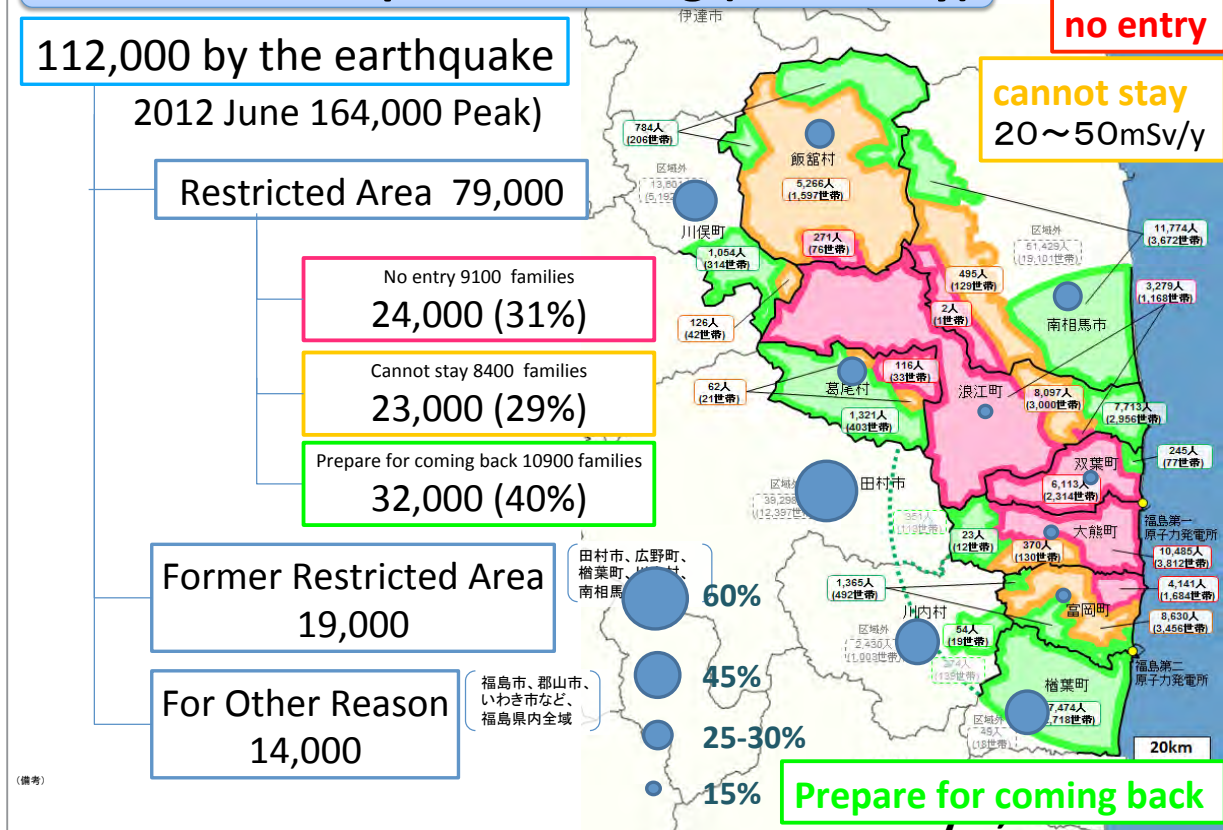 伊達市
no entry
112,000 by the earthquake
2012 June 164,000 Peak)
cannot stay
20～50mSv/y
Restricted Area 79,000
No entry 9100 families
24,000 (31%)
Cannot stay 8400 families
23,000 (29%)
Prepare for coming back 10900 families
32,000 (40%)
Former Restricted Area
19,000
田村市、広野町、
楢葉町、
南相馬
For Other Reason
14,000
福島市、郡山市、
いわき市など、
福島県内全域
(備考)
60%
45%
25-30%
15%
784人
(206世帯)
飯舘村
5,266人
(1,597世帯)
区域外
川俣町
271人
(76世帯)
1,054人
(314世帯)
区域外
51,429人
(19,101世帯)
11,774人
(3,672世帯)
495人
(129世帯)
3,279人
(1,168世帯)
2人
(1世帯)
南相馬市
126人
(42世帯)
116人
(33世帯)
葛尾村
62人
(21世帯)
浪江町
8,097人
(3,000世帯)
1,321人
(403世帯)
7,713人
(2,956世帯)
双葉町
245人
(77世帯)
6,113人
(2,314世帯)
区域外
田村市
福島第一
原子力発電所
大熊町
23人
(12世帯)
370人
(130世帯)
10,485人
(3,812世帯)
1,365人
(492世帯)
4,141人
(1,684世帯)
富岡町
8,630人
(3,456世帯)
川内村
区域外
54人
(19世帯)
福島第二
原子力発電所
楢葉町
7,474人
区域外
20km
Prepare for coming back